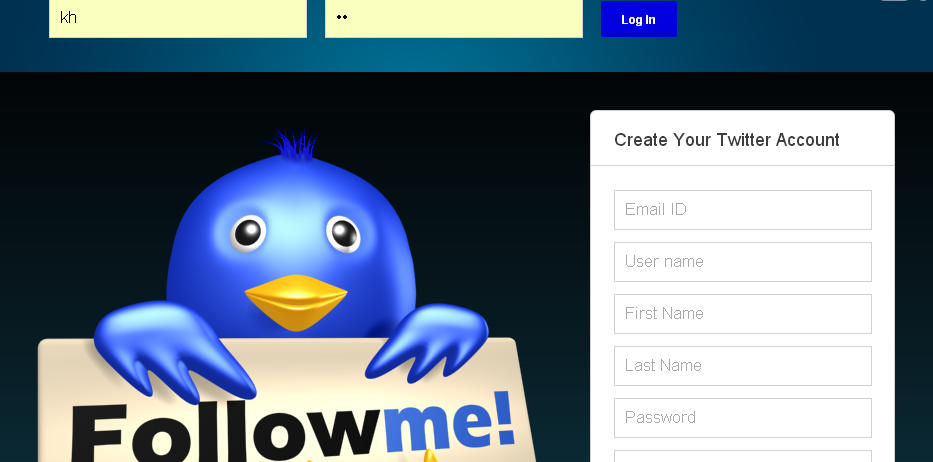 kh
••
Log In
Create Your Twitter Account
Email ID
User name
First Name
Last Name
Password
Followme!